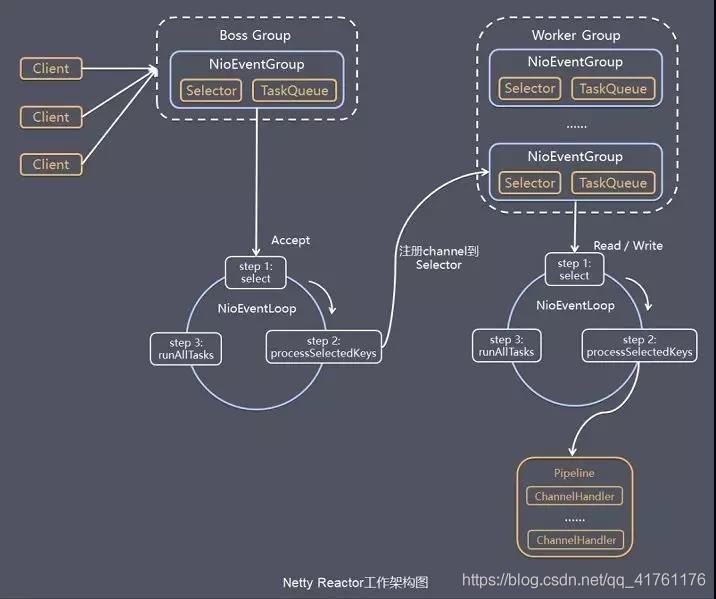 Boss Group
NioEventGroup
Selector
TaskQueue
Client
Client
Client
Worker Group
NioEventGroup
Selector
TaskQueue
......
NioEventGroup
Selector
TaskQueue
Accept
step 1:
select
NioEventLoop
step 2:
processSelectedKeys
step 3:
runAllTasks
注册channel到
Selector
Read / Write
step 1:
select
NioEventLoop
step 2:
processSelectedKeys
step 3:
runAllTasks
Pipeline
ChannelHandler
......
ChannelHandler
Netty Reactor工作架构图
https://blog.csdn.net/qq_41761176